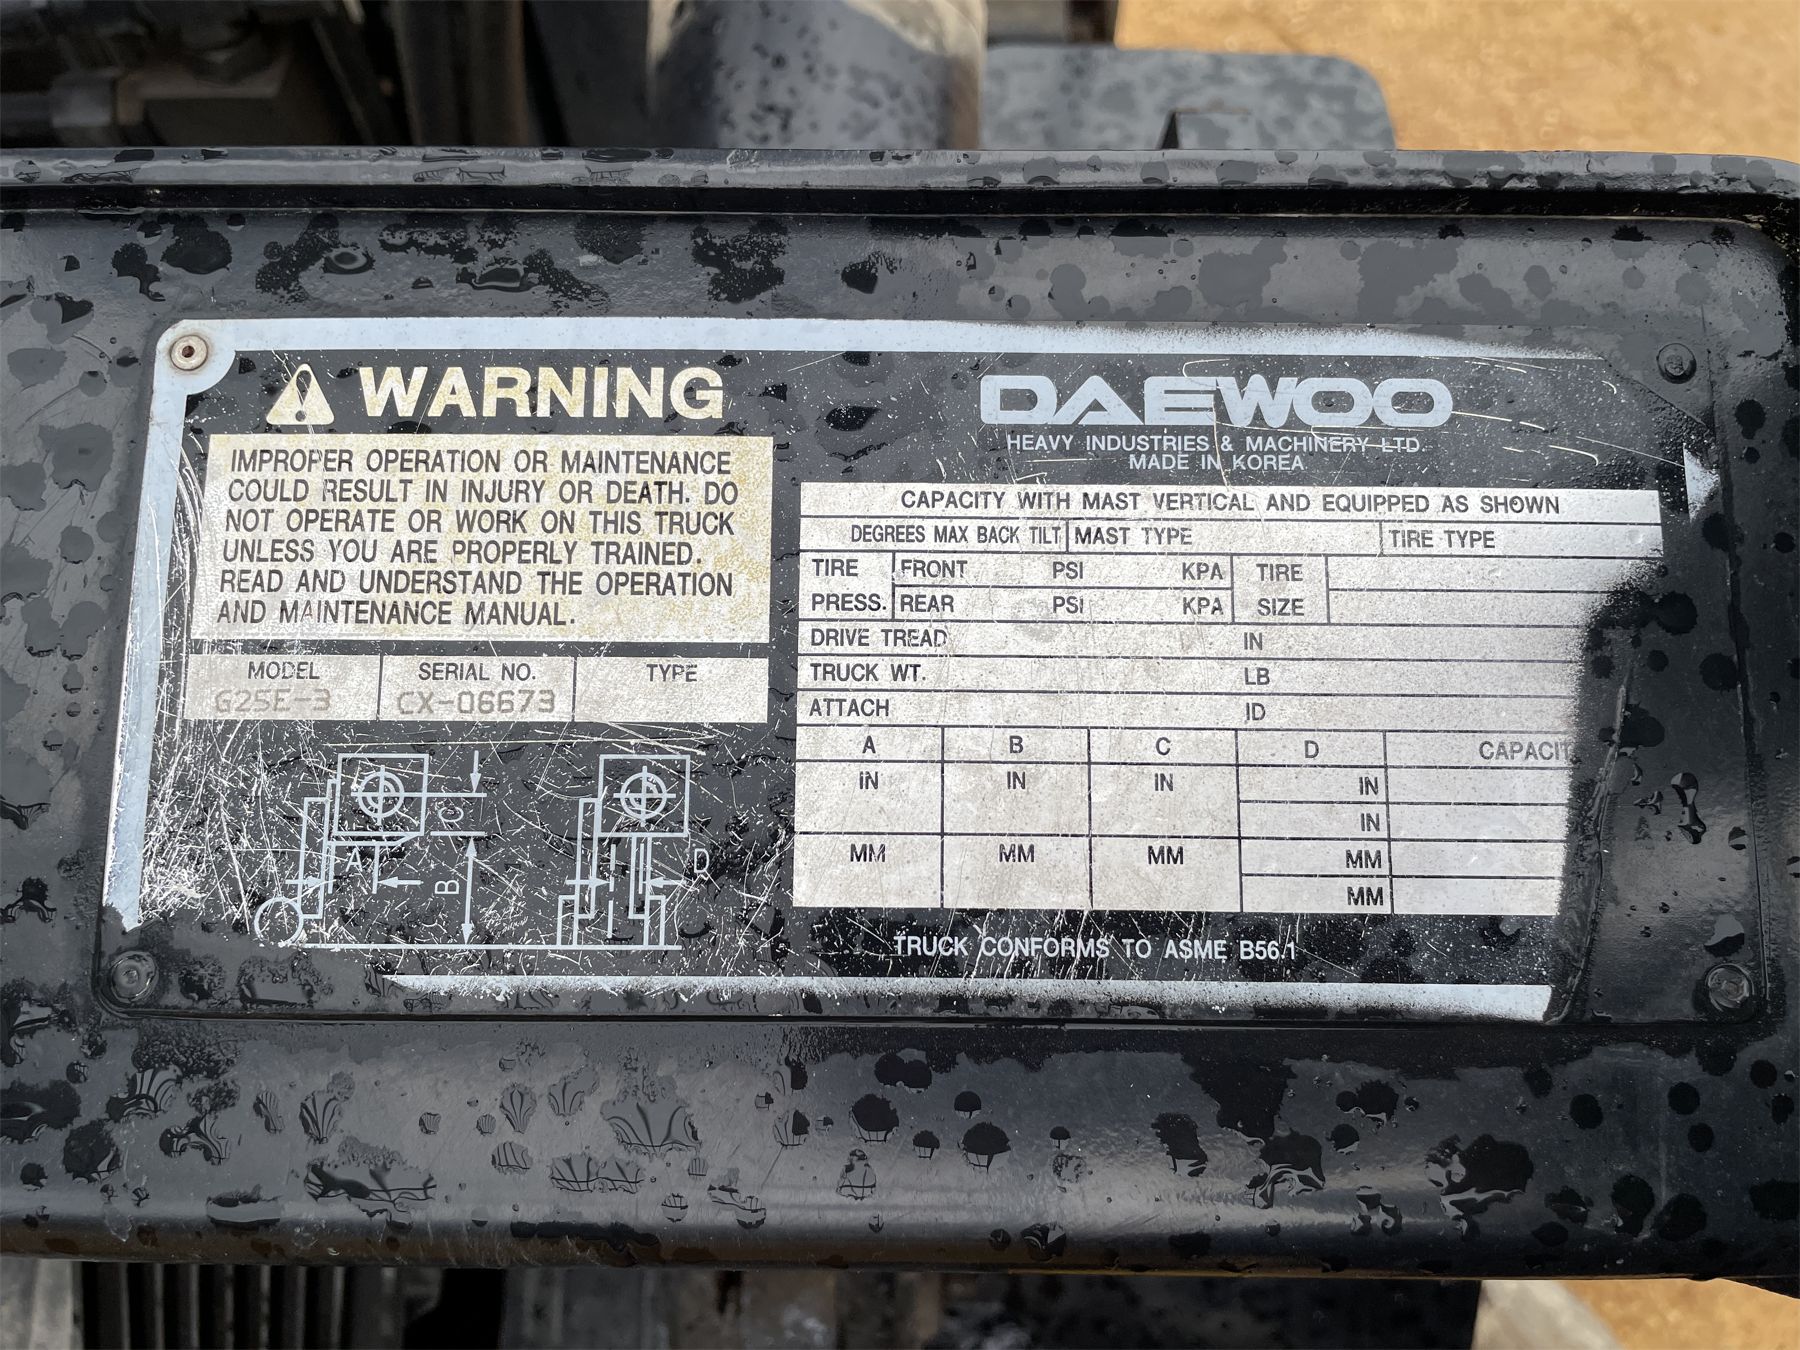 WARNING
IMPROPER OPERATION OR MAINTENANCE
COULD RESULT IN INJURY OR DEATH. DO
NOT OPERATE OR WORK ON THIS TRUCK
UNLESS YOU ARE PROPERLY TRAINED.
READ AND UNDERSTAND THE OPERATION
AND MAINTENANCE MANUAL.
MODEL SERIAL NO. TYPE
G25E-3 CX-06673
C
A B D
DAEWOO
HEAVY INDUSTRIES & MACHINERY LTD.
MADE IN KOREA
CAPACITY WITH MAST VERTICAL AND EQUIPPED AS SHOWN
DEGREES MAX BACK TILT MAST TYPE TIRE TYPE
TIRE FRONT PSI KPA TIRE
PRESS. REAR PSI KPA SIZE
DRIVE TREAD IN
TRUCK WT. LB
ATTACH ID
A B C D CAPACIT
IN IN IN IN
IN
MM MM MM MM
MM
TRUCK CONFORMS TO ASME B56.1